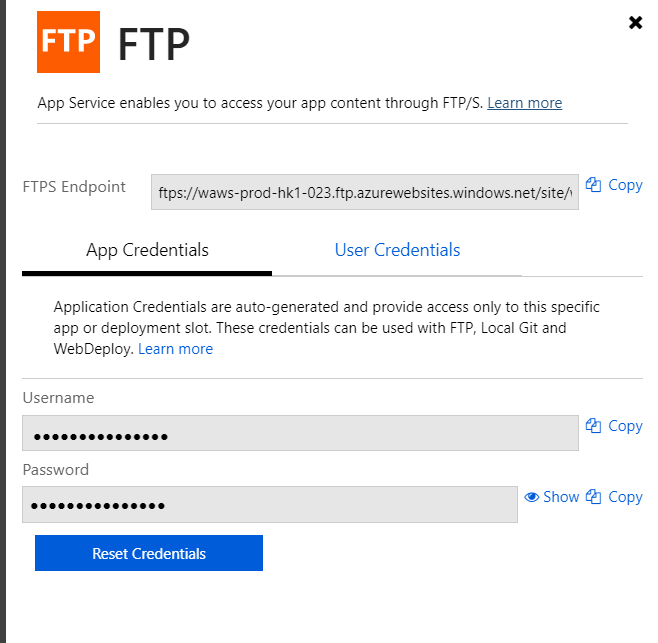 FTP FTP
App Service enables you to access your app content through FTP/S. Learn more
FTPS Endpoint ftps://waws-prod-hk1-023.ftp.azurewebsites.windows.net/site/ Copy
App Credentials User Credentials
Application Credentials are auto-generated and provide access only to this specific
app or deployment slot. These credentials can be used with FTP, Local Git and
WebDeploy. Learn more
Username
Copy
Password
Show Copy
Reset Credentials